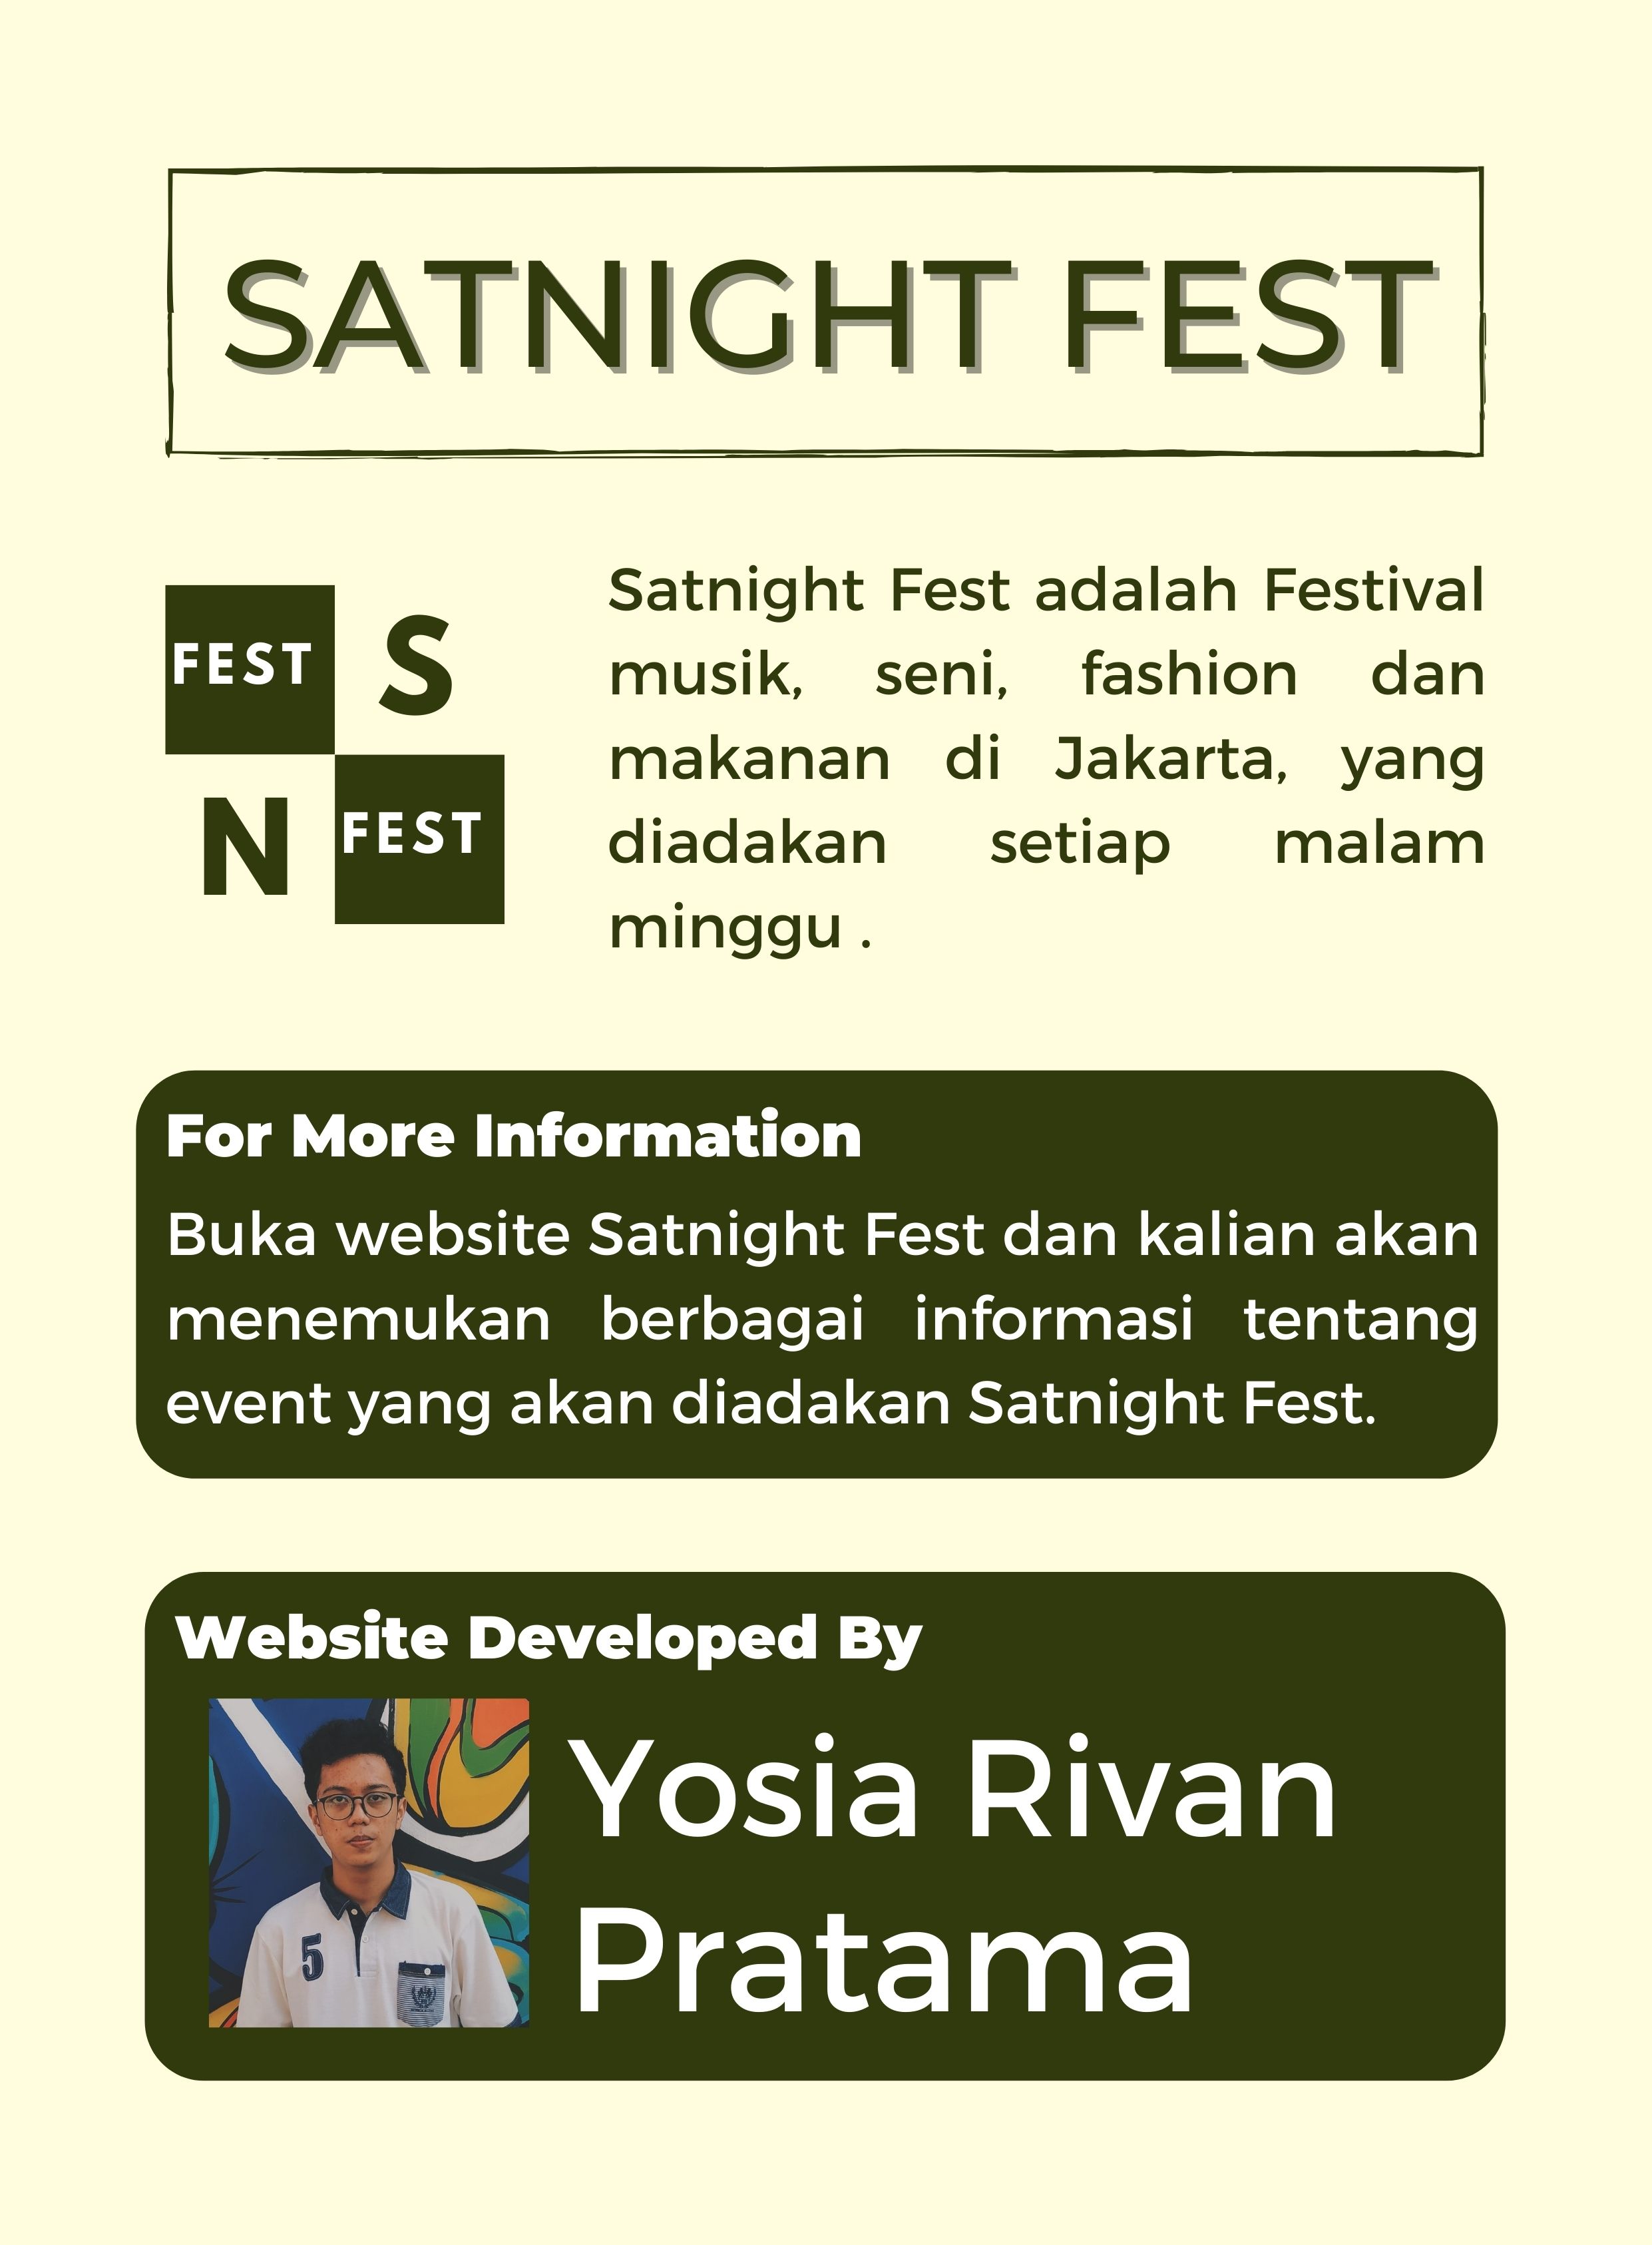 SATNIGHT FEST
FEST S
N FEST
Satnight Fest adalah Festival
musik, seni, fashion dan
makanan di Jakarta, yang
diadakan setiap malam
minggu .
For More Information
Buka website Satnight Fest dan kalian akan
menemukan berbagai informasi tentang
event yang akan diadakan Satnight Fest.
Website Developed By
5
Yosia Rivan
Pratama